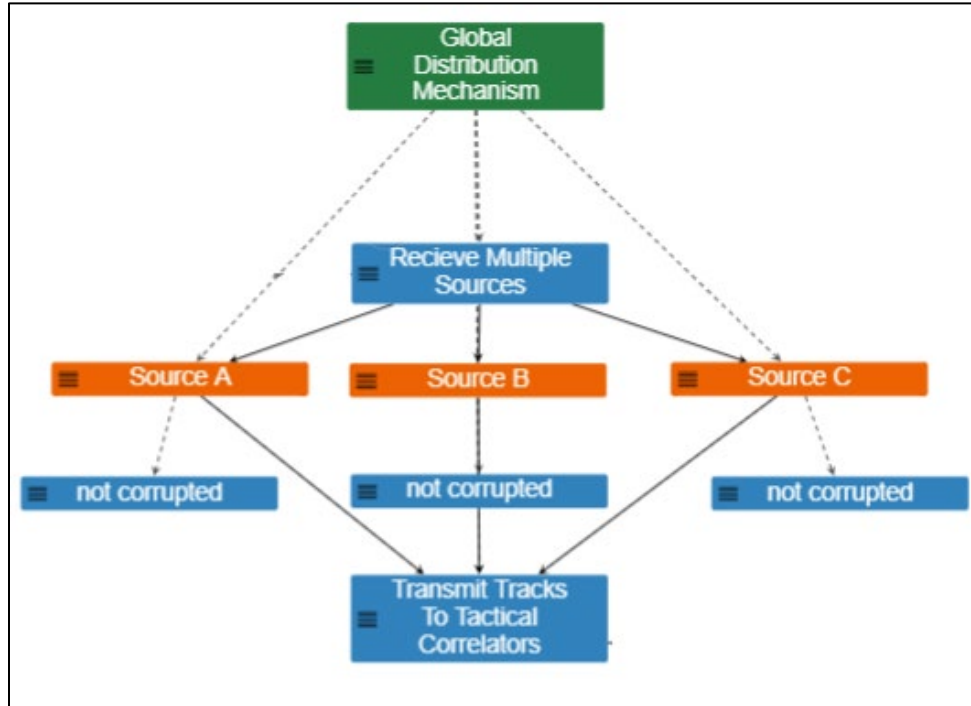 Global
Distribution
Mechanism
Recieve Multiple
Sources
Source A
Source B
Source C
not corrupted
not corrupted
not corrupted
Transmit Tracks
To Tactical
Correlators